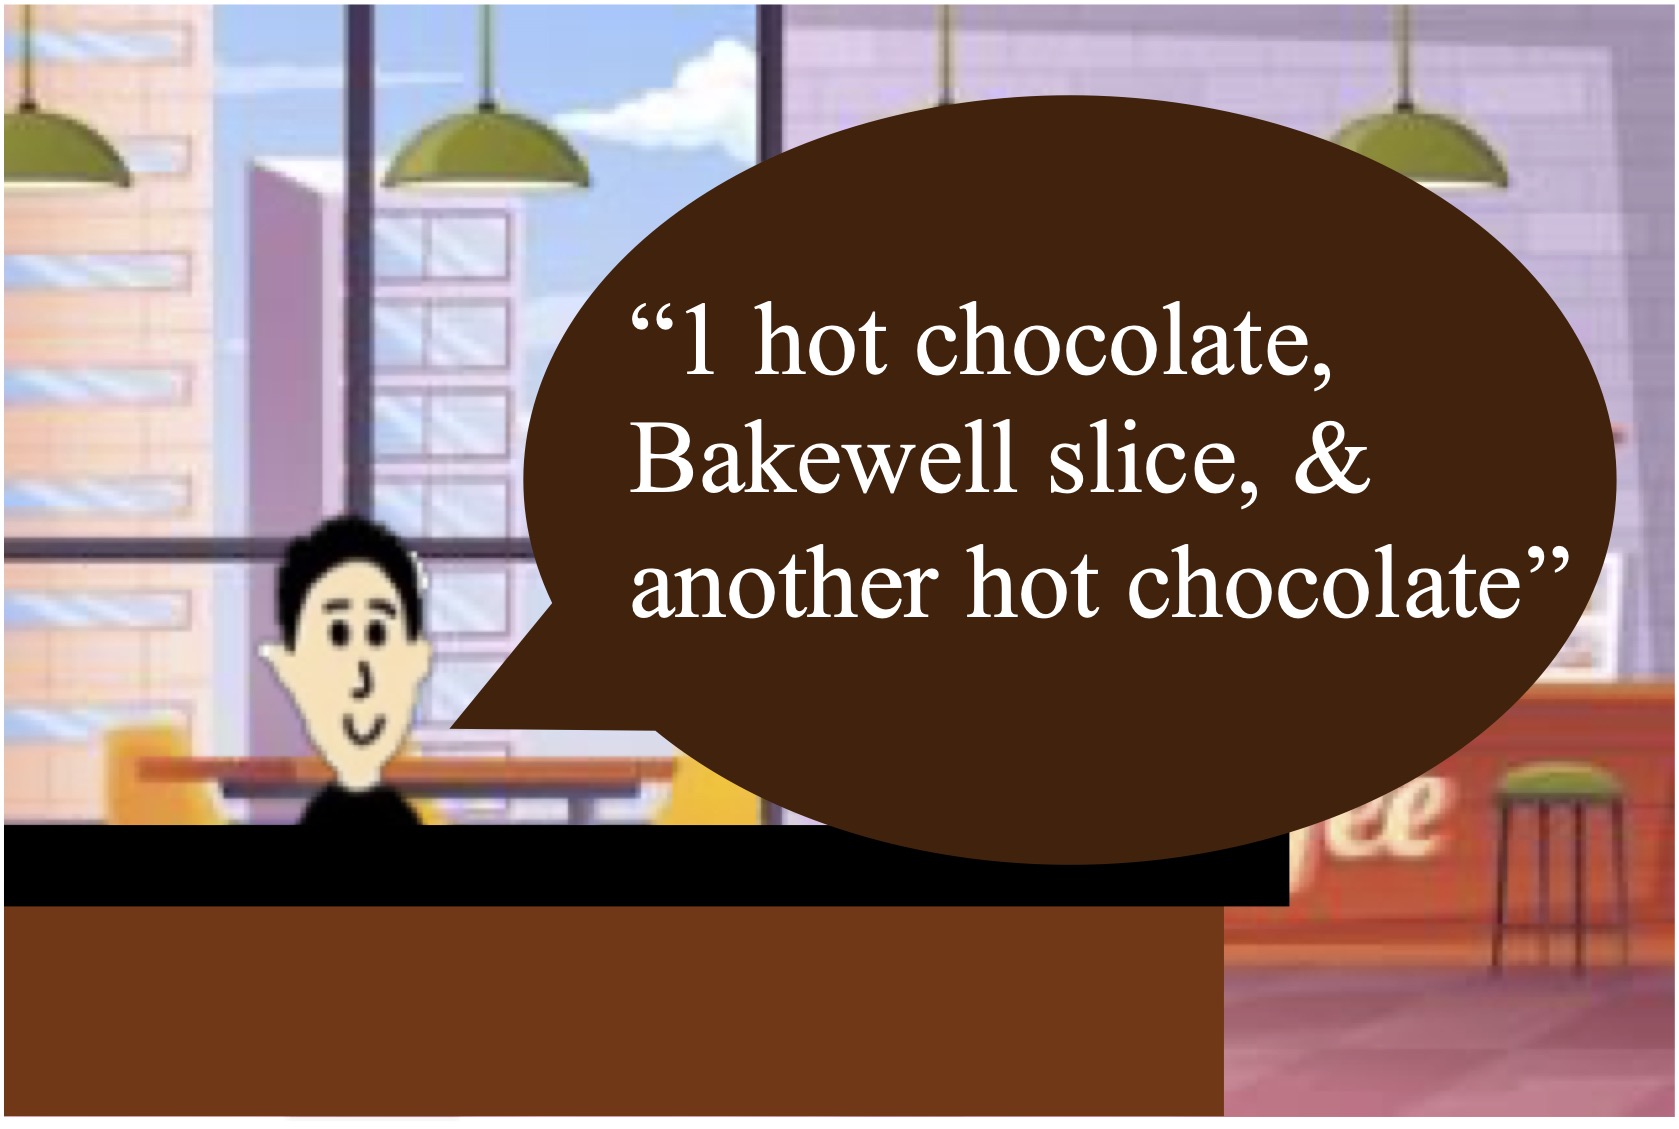 “1 hot chocolate,
Bakewell slice, &
another hot chocolate”